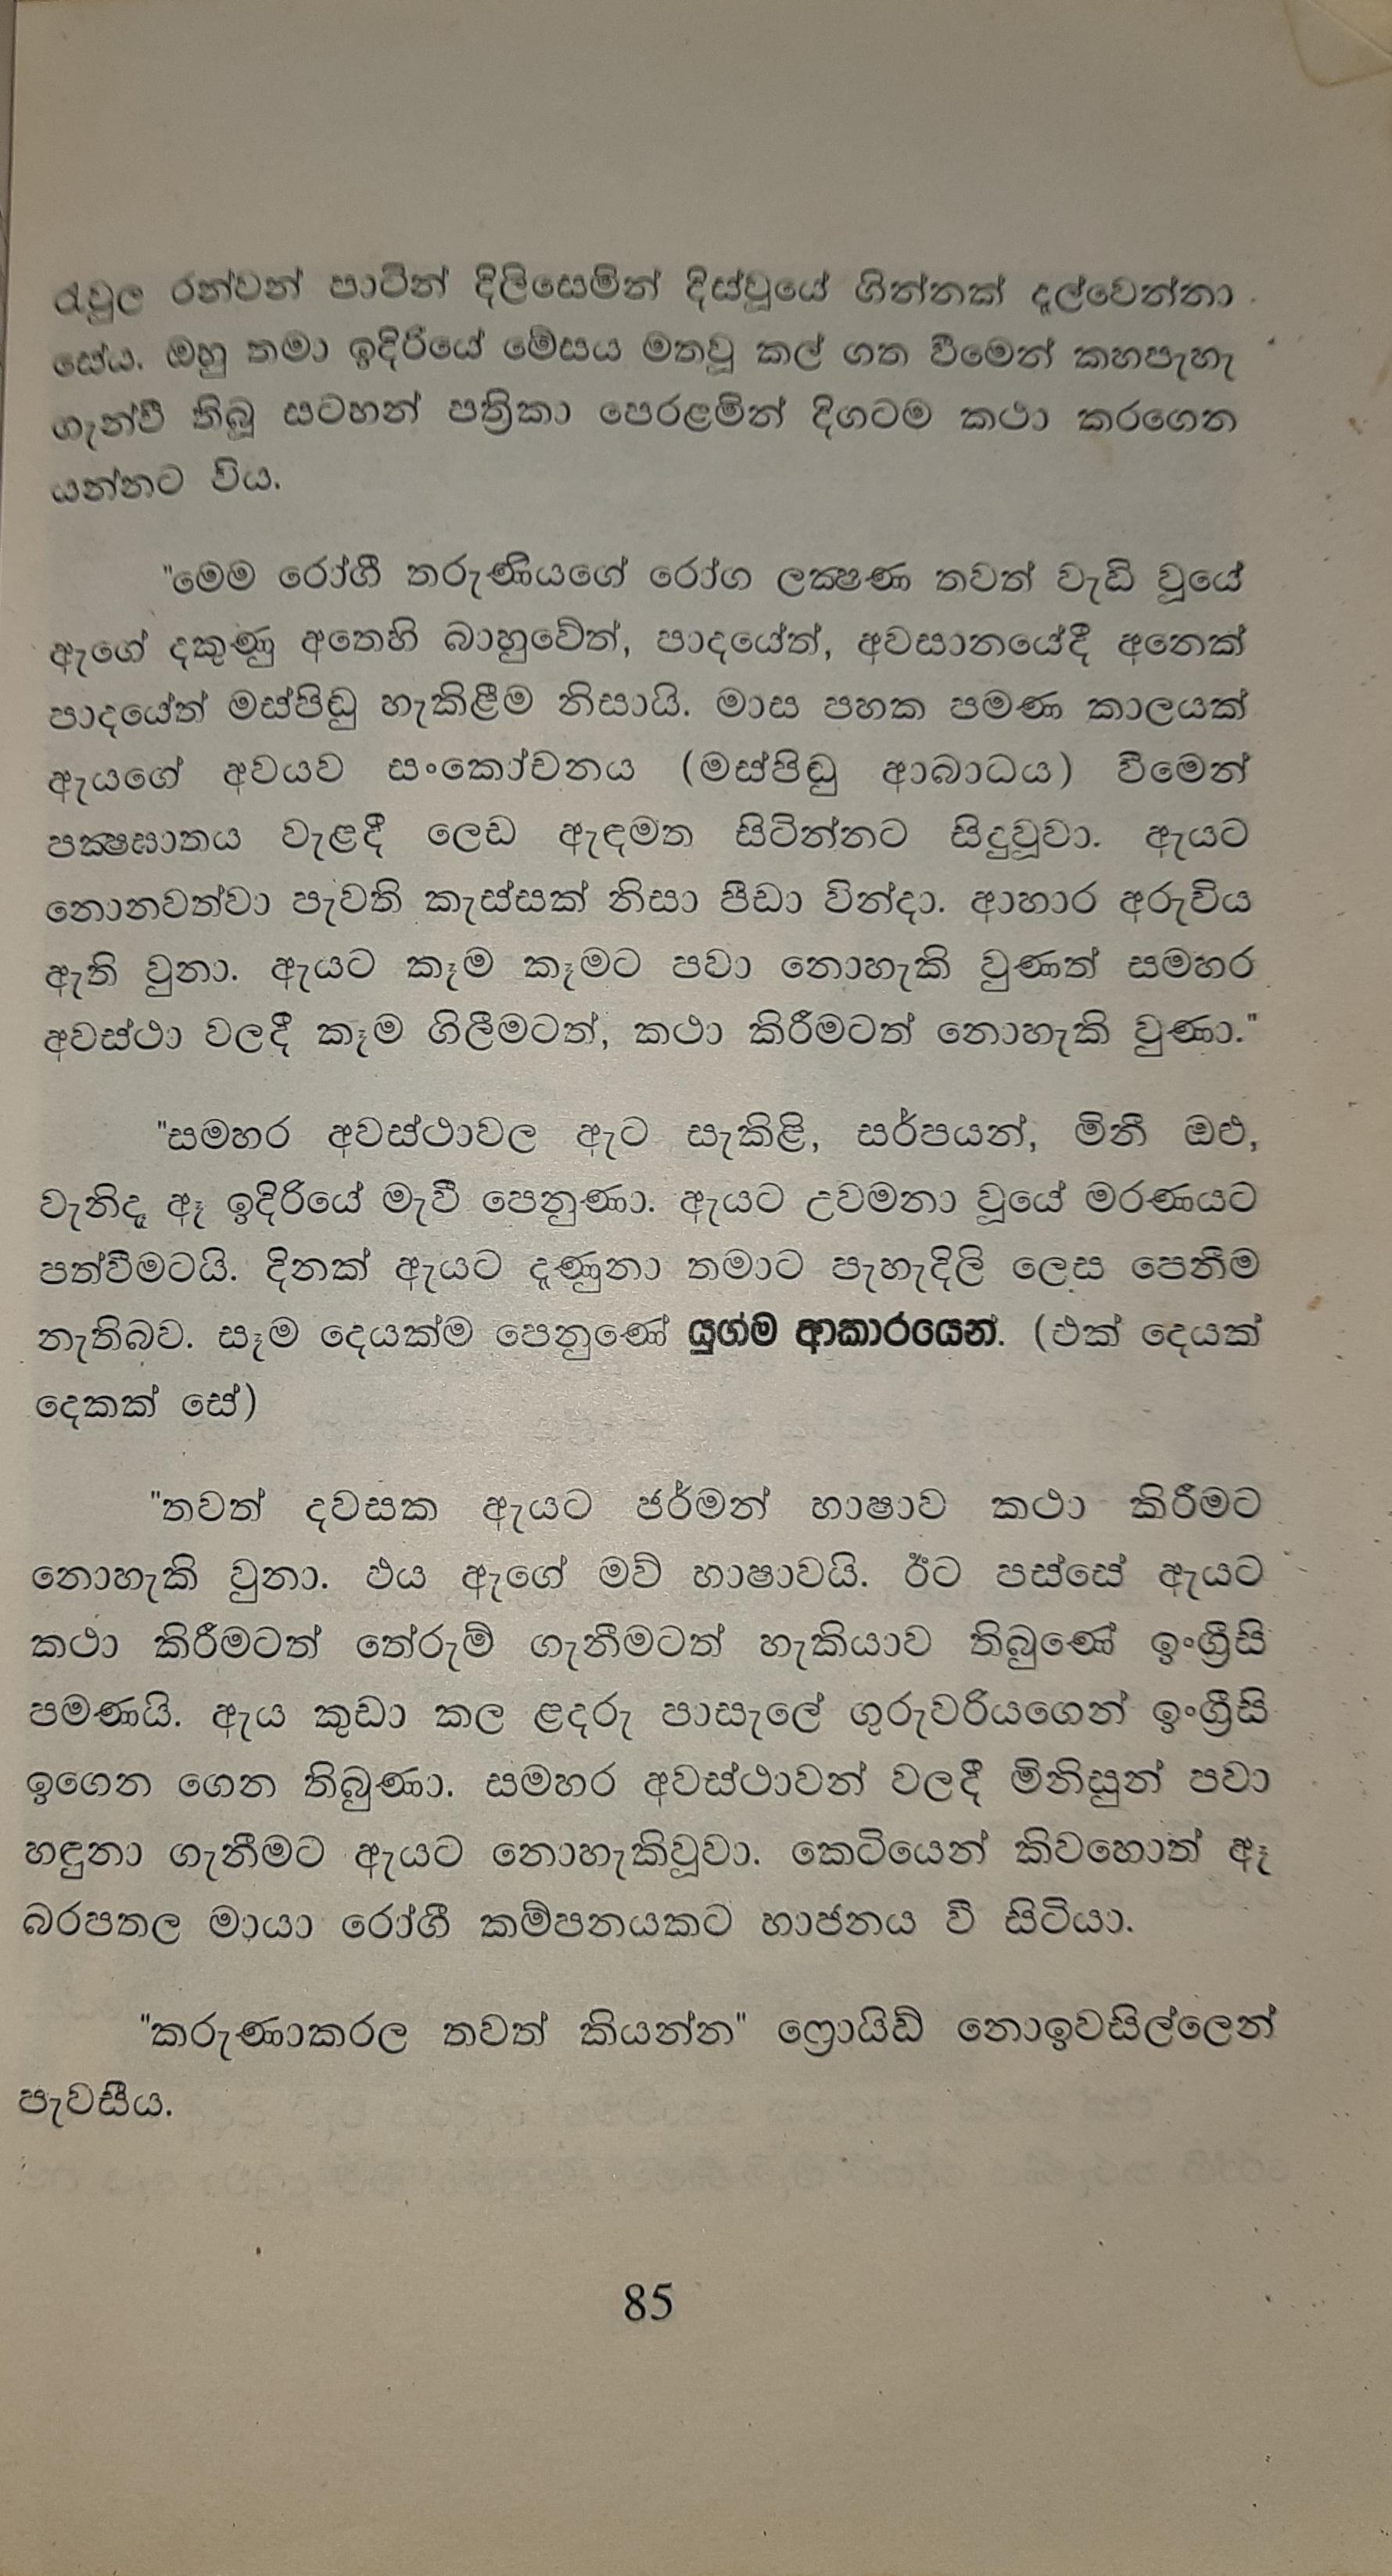 රැවුල රන්වන් පාටින් දිලිසෙමින් දිස්වූයේ ගින්නක් දැල්වෙන්නා
සේය. ඔහු තමා ඉදිරියේ මේසය මතවූ කල් ගත වීමෙන් කහපැහැ
ගැන්වී තිබූ සටහන් පත්‍රිකා පෙරළමින් දිගටම කථා කරගෙන
යන්නට විය.
"මෙම රෝගී තරුණියගේ රෝග ලක්‍ෂණ තවත් වැඩි වූයේ
ඇගේ දකුණු අතෙහි බාහුවේත්, පාදයේත්, අවසානයේදී අනෙක්
පාදයේත් මස්පිඬු හැකිළීම නිසායි. මාස පහක පමණ කාලයක්
ඇයගේ අවයව සංකෝචනය (මස්පිඬු ආබාධය) වීමෙන්
පක්‍ෂඝාතය වැළදී ලෙඩ ඇඳමත සිටින්නට සිදුවූවා. ඇයට
නොනවත්වා පැවති කැස්සක් නිසා පීඩා වින්දා. ආහාර අරුචිය
ඇති වුනා. ඇයට කෑම කෑමට පවා නොහැකි වුණත් සමහර
අවස්ථා වලදී කෑම ගිලීමටත්, කථා කිරීමටත් නොහැකි වුණා."
"සමහර අවස්ථාවල ඇට සැකිළි, සර්පයන්, මිනී ඔළු,
වැනිදෑ ඈ ඉදිරියේ මැවී පෙනුණා. ඇයට උවමනා වූයේ මරණයට
පත්වීමටයි. දිනක් ඇයට දැණුනා තමාට පැහැදිලි ලෙස පෙනීම
නැතිබව. සෑම දෙයක්ම පෙනුණේ යුග්ම ආකාරයෙන්. (එක් දෙයක්
දෙකක් සේ)
"තවත් දවසක ඇයට ජර්මන් භාෂාව කථා කිරීමට
නොහැකි වුනා. එය ඇගේ මව් භාෂාවයි. ඊට පස්සේ ඇයට
කථා කිරීමටත් තේරුම් ගැනීමටත් හැකියාව තිබුණේ ඉංග්‍රීසි
පමණයි. ඇය කුඩා කල ළදරු පාසැලේ ගුරුවරියගෙන් ඉංග්‍රීසි
ඉගෙන ගෙන තිබුණා. සමහර අවස්ථාවන් වලදී මිනිසුන් පවා
හඳුනා ගැනීමට ඇයට නොහැකිවූවා. කෙටියෙන් කිවහොත් ඈ
බරපතල මායා රෝගී කම්පනයකට භාජනය වී සිටියා.
"කරුණාකරල තවත් කියන්න" ෆ්‍රොයිඩ් නොඉවසිල්ලෙන්
පැවසීය.
85